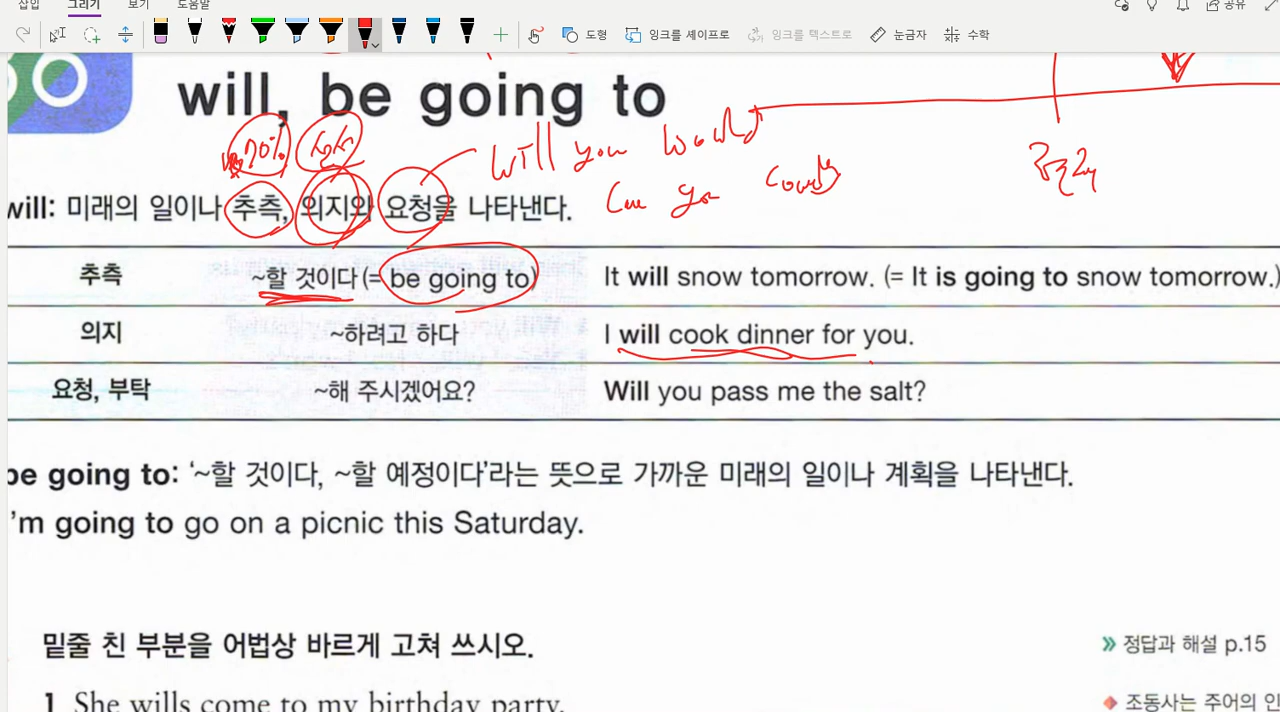 삽입 그리기 보기 도움말 공유
도형 잉크를 셰이프로 잉크를 텍스트로 눈금자 수학
will, be going to
70%
Will you would
can you could
will: 미래의 일이나 추측, 의지와 요청을 나타낸다.
추측 ~할 것이다(= be going to) It will snow tomorrow. (= It is going to snow tomorrow.)
의지 ~하려고 하다 I will cook dinner for you.
요청, 부탁 ~해 주시겠어요? Will you pass me the salt?
be going to: ‘~할 것이다, ~할 예정이다’라는 뜻으로 가까운 미래의 일이나 계획을 나타낸다.
’m going to go on a picnic this Saturday.
밑줄 친 부분을 어법상 바르게 고쳐 쓰시오.
» 정답과 해설 p.15
1 She wills come to my birthday party.
조동사는 주어의 인